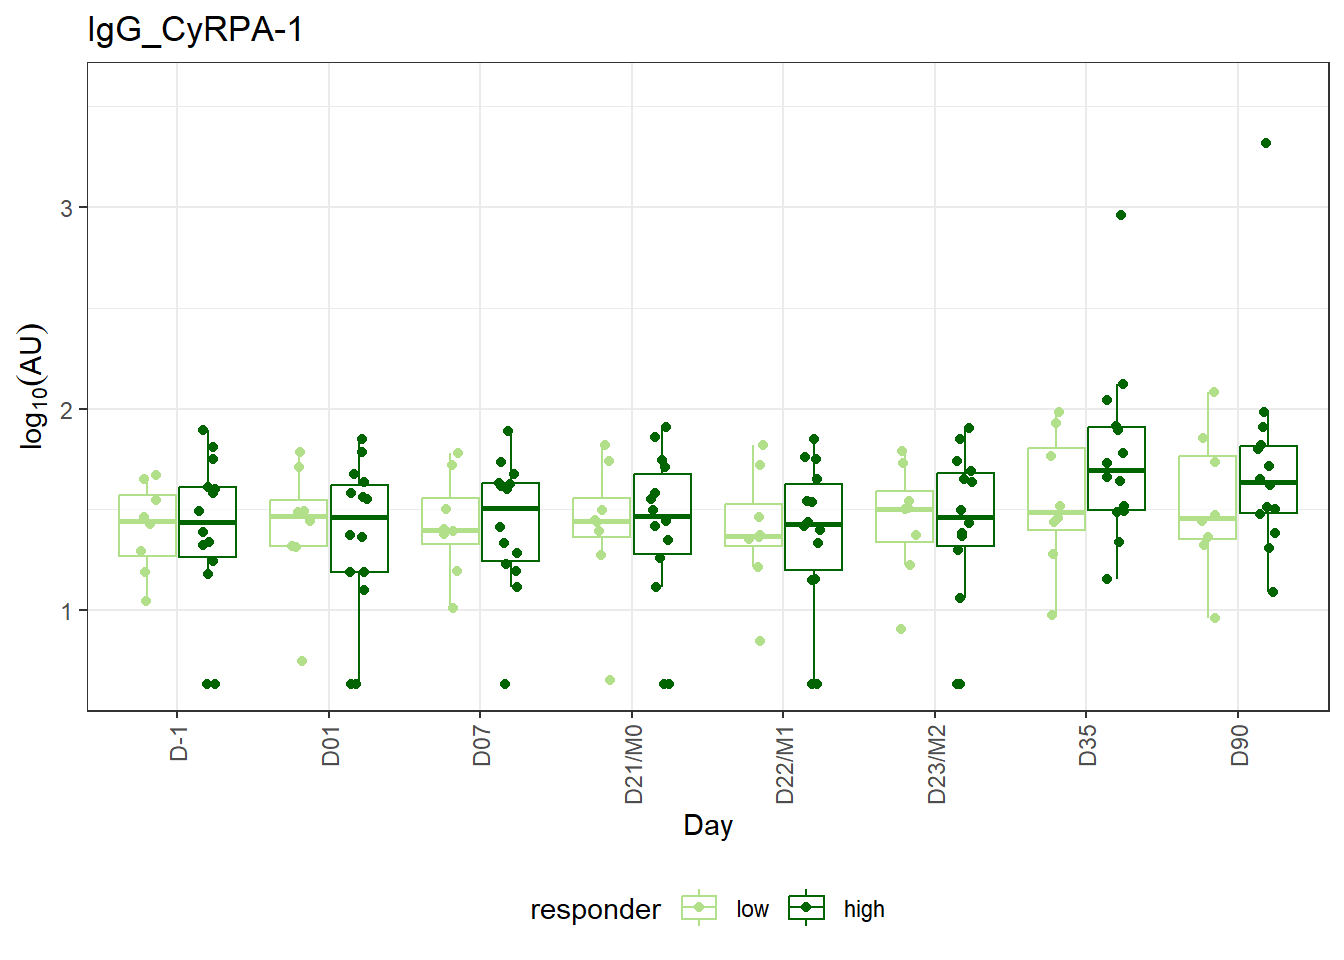 IgG_CyRPA-1
log₁₀(AU)
3
2
1
D-1
D01
D07
D21/M0
D22/M1
D23/M2
D35
D90
Day
responder low high